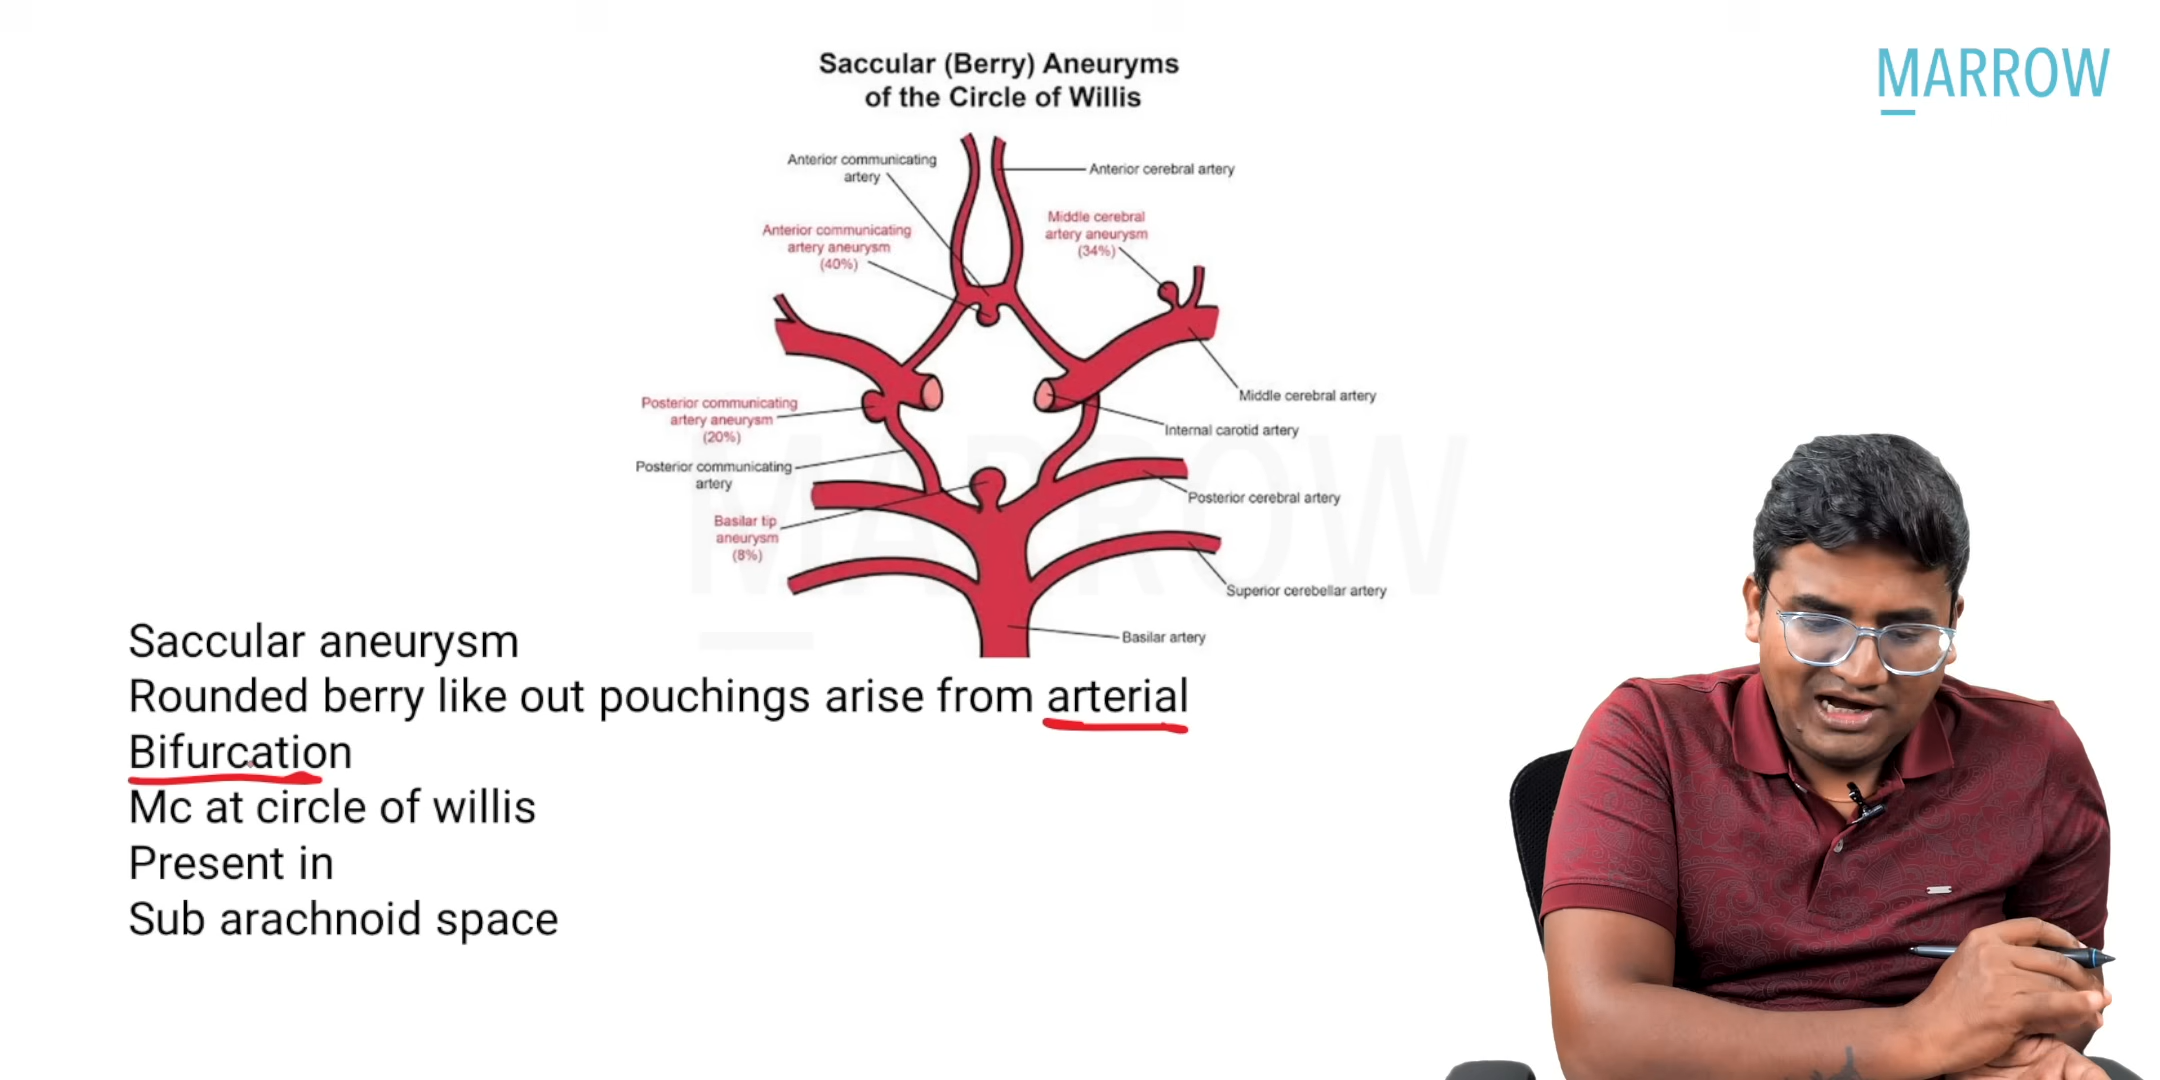 MARROW
Saccular (Berry) Aneuryms
of the Circle of Willis
Anterior communicating
artery
Anterior cerebral artery
Anterior communicating
artery aneurysm
(40%)
Middle cerebral
artery aneurysm
(34%)
Middle cerebral artery
Posterior communicating
artery aneurysm
(20%)
Internal carotid artery
Posterior communicating
artery
Posterior cerebral artery
Basilar tip
aneurysm
(8%)
Superior cerebellar artery
Basilar artery
MARROW
Saccular aneurysm
Rounded berry like out pouchings arise from arterial
Bifurcation
Mc at circle of willis
Present in
Sub arachnoid space